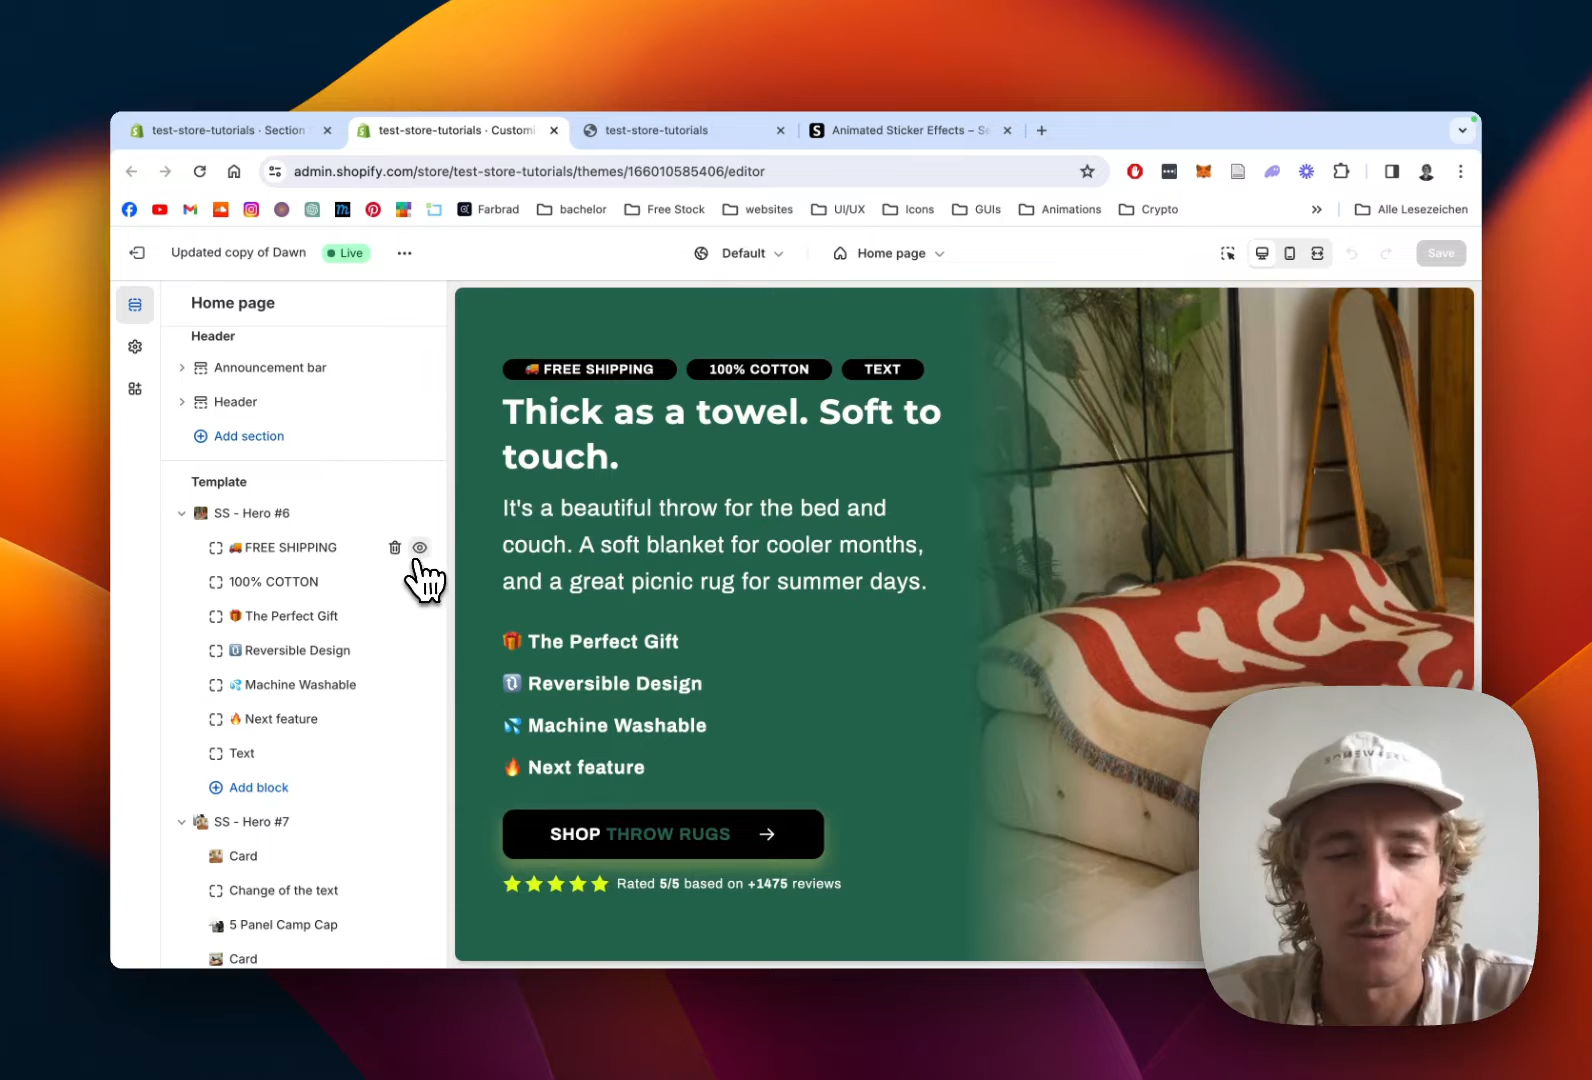 test-store-tutorials · Section
test-store-tutorials · Customi
test-store-tutorials
Animated Sticker Effects – Se
admin.shopify.com/store/test-store-tutorials/themes/166010585406/editor
Farbrad
bachelor
Free Stock
websites
UI/UX
Icons
GUIs
Animations
Crypto
Alle Lesezeichen
Updated copy of Dawn
Live
Default
Home page
Save
Home page
Header
Announcement bar
Header
Add section
Template
SS - Hero #6
🚚 FREE SHIPPING
100% COTTON
🎁 The Perfect Gift
🔃 Reversible Design
💦 Machine Washable
🔥 Next feature
Text
Add block
SS - Hero #7
Card
Change of the text
5 Panel Camp Cap
Card
🚚 FREE SHIPPING
100% COTTON
TEXT
Thick as a towel. Soft to
touch.
It's a beautiful throw for the bed and
couch. A soft blanket for cooler months,
and a great picnic rug for summer days.
🎁 The Perfect Gift
🔃 Reversible Design
💦 Machine Washable
🔥 Next feature
SHOP THROW RUGS →
Rated 5/5 based on +1475 reviews